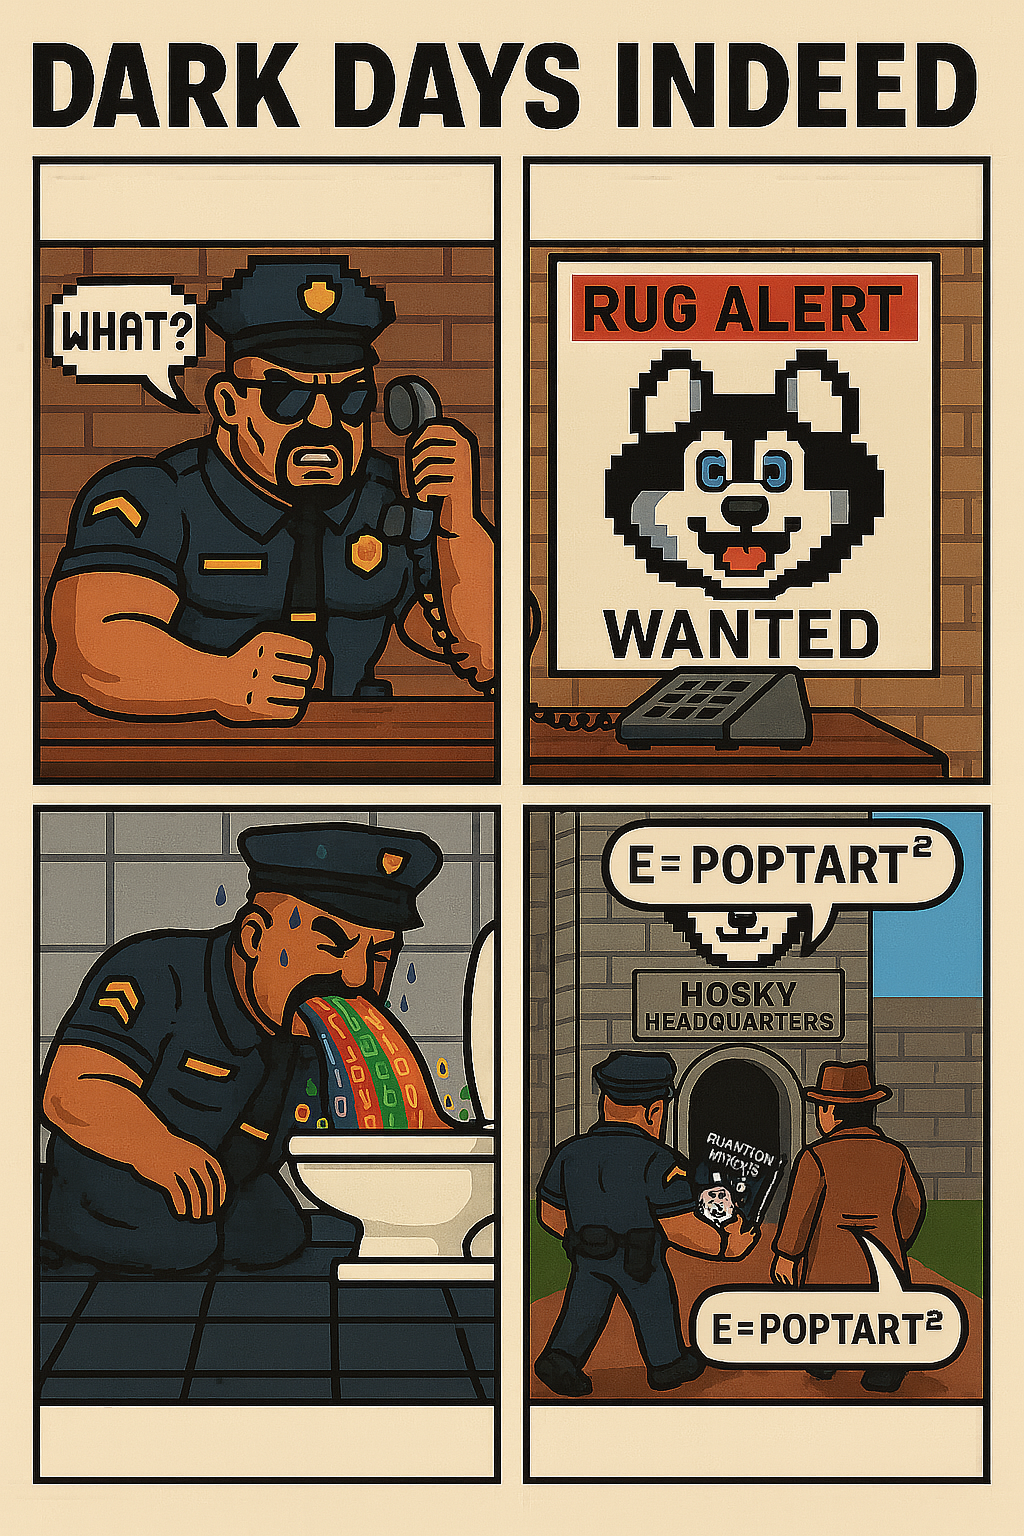 DARK DAYS INDEED
WHAT?
RUG ALERT
WANTED
E=POPTART²
HOSKY
HEADQUARTERS
E=POPTART²